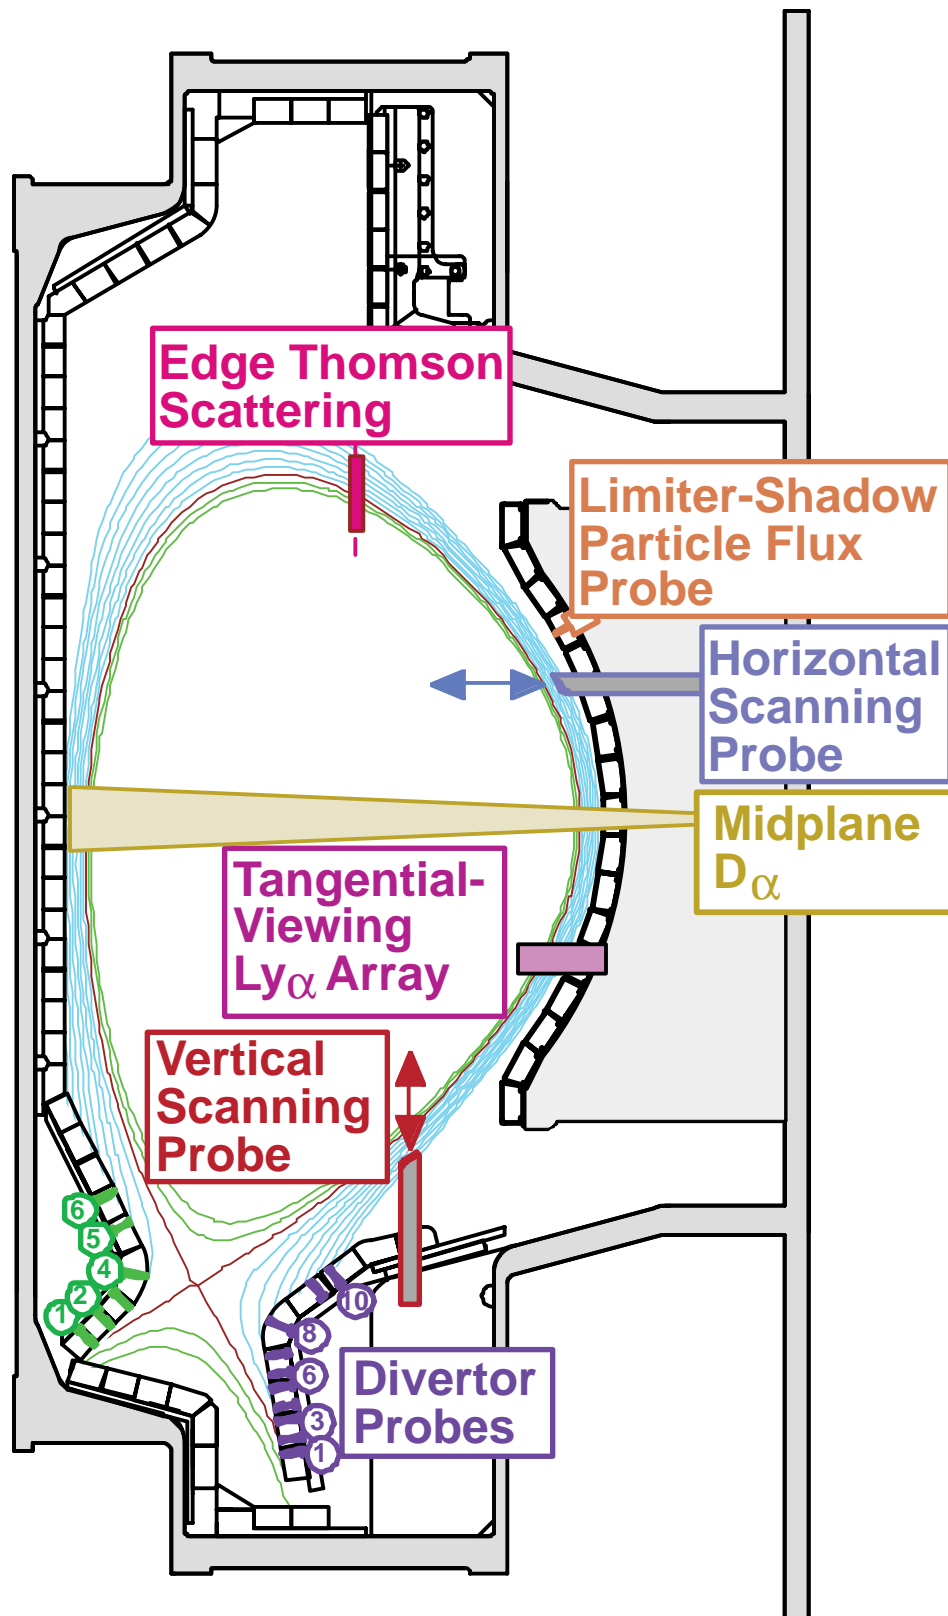 Edge Thomson
Scattering
Limiter-Shadow
Particle Flux
Probe
Horizontal
Scanning
Probe
Midplane
Dα
Tangential-
Viewing
Lyα Array
Vertical
Scanning
Probe
6
5
4
2
1
10
8
6
3
1
Divertor
Probes